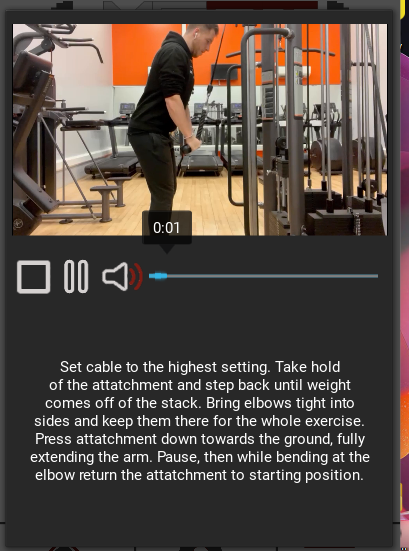 0:01
Set cable to the highest setting. Take hold
of the attatchment and step back until weight
comes off of the stack. Bring elbows tight into
sides and keep them there for the whole exercise.
Press attatchment down towards the ground, fully
extending the arm. Pause, then while bending at the
elbow return the attatchment to starting position.